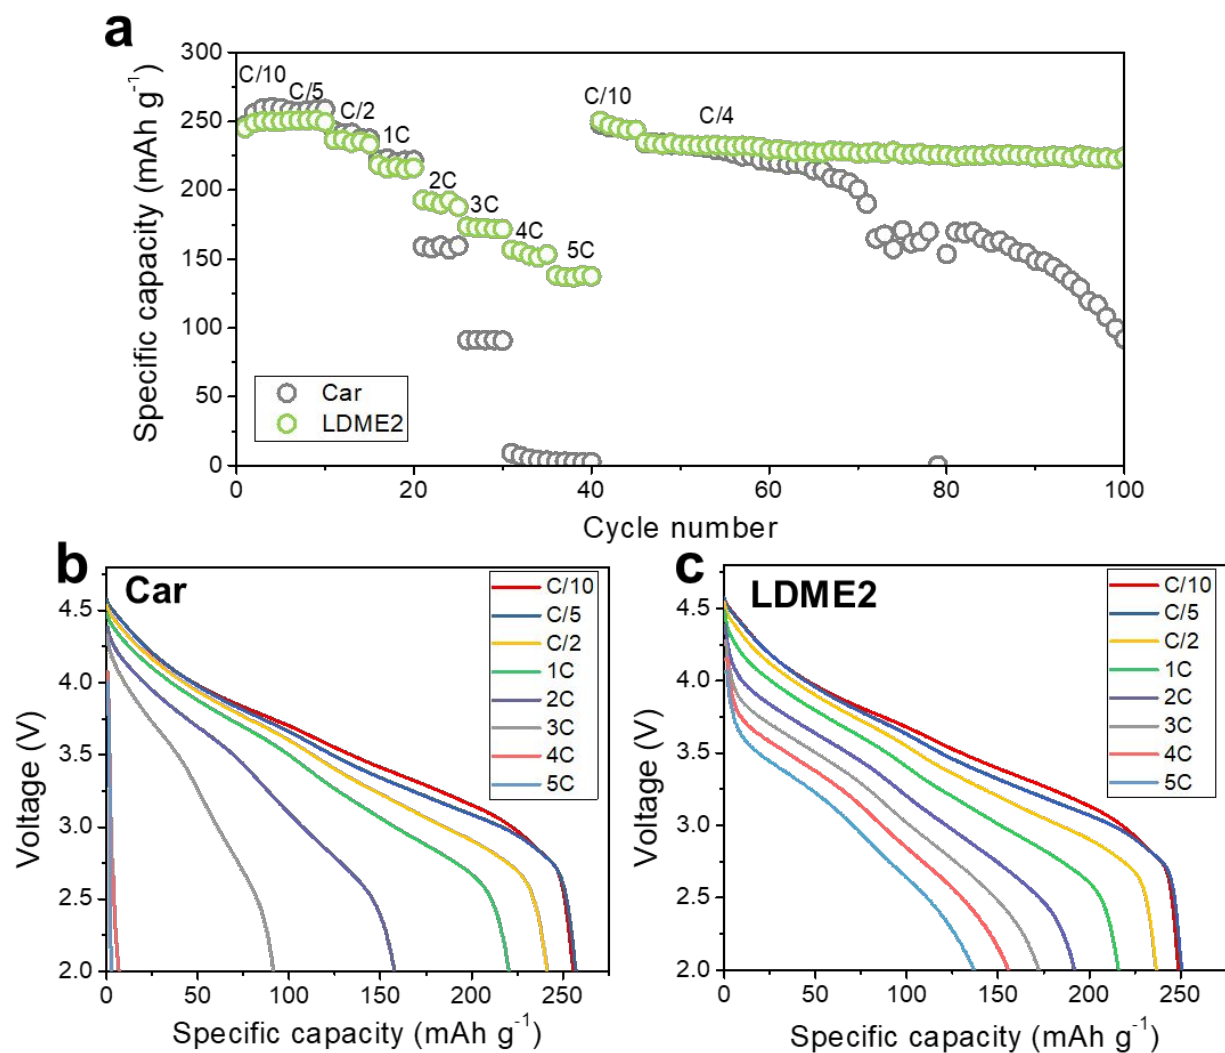 a
Specific capacity (mAh g⁻¹)
300
250
200
150
100
50
0
C/10
C/5
C/2
1C
2C
3C
4C
5C
C/10
C/4
Car
LDME2
0
20
40
60
80
100
Cycle number
b
Car
Voltage (V)
4.5
4.0
3.5
3.0
2.5
2.0
C/10
C/5
C/2
1C
2C
3C
4C
5C
0
50
100
150
200
250
Specific capacity (mAh g⁻¹)
c
LDME2
Voltage (V)
4.5
4.0
3.5
3.0
2.5
2.0
C/10
C/5
C/2
1C
2C
3C
4C
5C
0
50
100
150
200
250
Specific capacity (mAh g⁻¹)